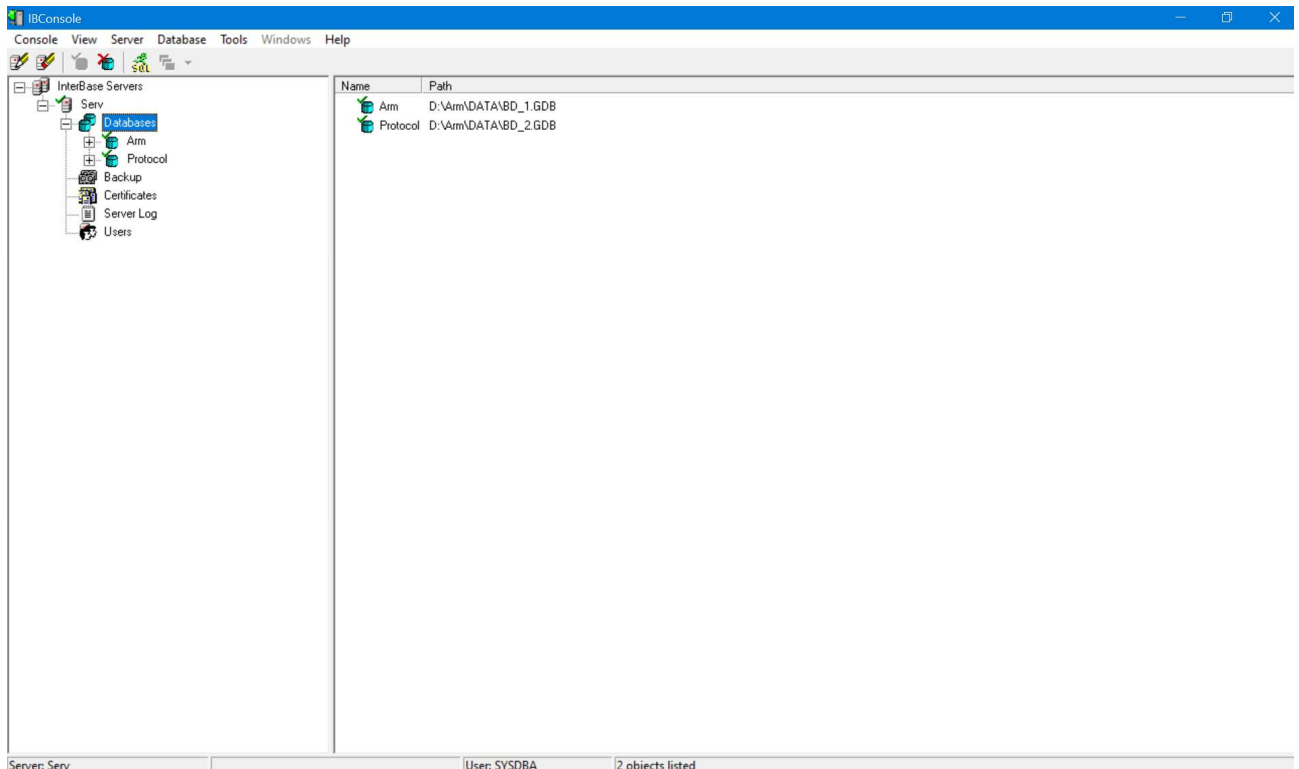 IBConsole
Console View Server Database Tools Windows Help
SQL
InterBase Servers
Serv
Databases
Arm
Protocol
Backup
Certificates
Server Log
Users
Name Path
Arm D:\Arm\DATA\BD_1.GDB
Protocol D:\Arm\DATA\BD_2.GDB
Server: Serv User: SYSDBA 2 objects listed